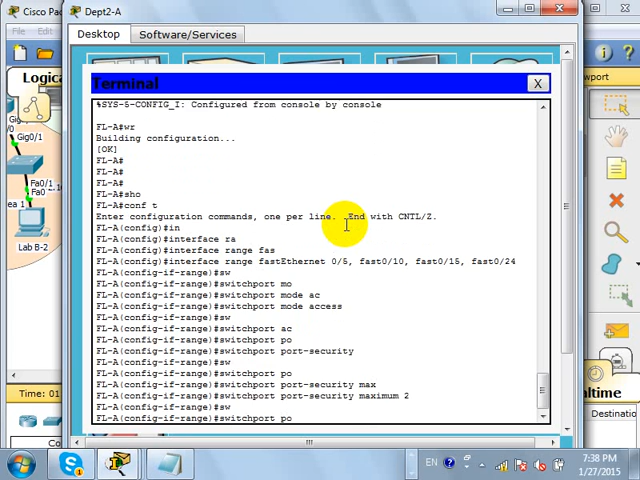 Cisco Pac
Dept2-A
File
Desktop
Software/Services
Logica
wport
Terminal
X
%SYS-5-CONFIG_I: Configured from console by console
FL-A#wr
Building configuration...
[OK]
FL-A#
FL-A#
FL-A#
FL-A#sho
FL-A#conf t
Enter configuration commands, one per line.  End with CNTL/Z.
FL-A(config)#in
FL-A(config)#interface ra
FL-A(config)#interface range fas
FL-A(config)#interface range fastEthernet 0/5, fast0/10, fast0/15, fast0/24
FL-A(config-if-range)#sw
FL-A(config-if-range)#switchport mo
FL-A(config-if-range)#switchport mode ac
FL-A(config-if-range)#switchport mode access
FL-A(config-if-range)#sw
FL-A(config-if-range)#switchport ac
FL-A(config-if-range)#switchport po
FL-A(config-if-range)#switchport port-security
FL-A(config-if-range)#sw
FL-A(config-if-range)#switchport po
FL-A(config-if-range)#switchport port-security max
FL-A(config-if-range)#switchport port-security maximum 2
FL-A(config-if-range)#sw
FL-A(config-if-range)#switchport po
Gig0/1
Fa0/1
Fa0
ea 1
Time: 01
ealtime
Destinatio
EN
7:38 PM
1/27/2015